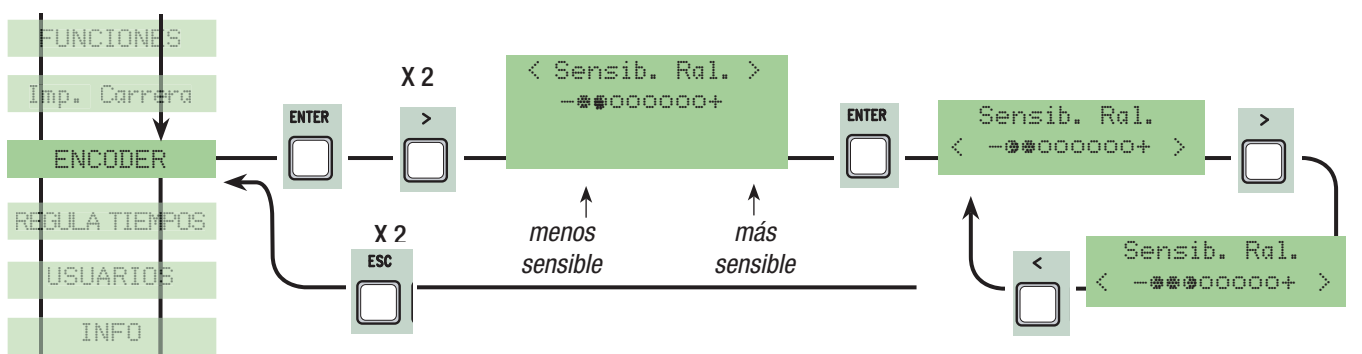 FUNCIONES
Imp. Carrera
ENCODER
REGULA TIEMPOS
USUARIOS
INFO
ENTER
X 2
>
< Sensib. Ral. >
-●●○○○○○○+
menos
sensible
más
sensible
ENTER
Sensib. Ral.
< -●●○○○○○○+ >
>
Sensib. Ral.
< -●●●○○○○○+ >
<
X 2
ESC